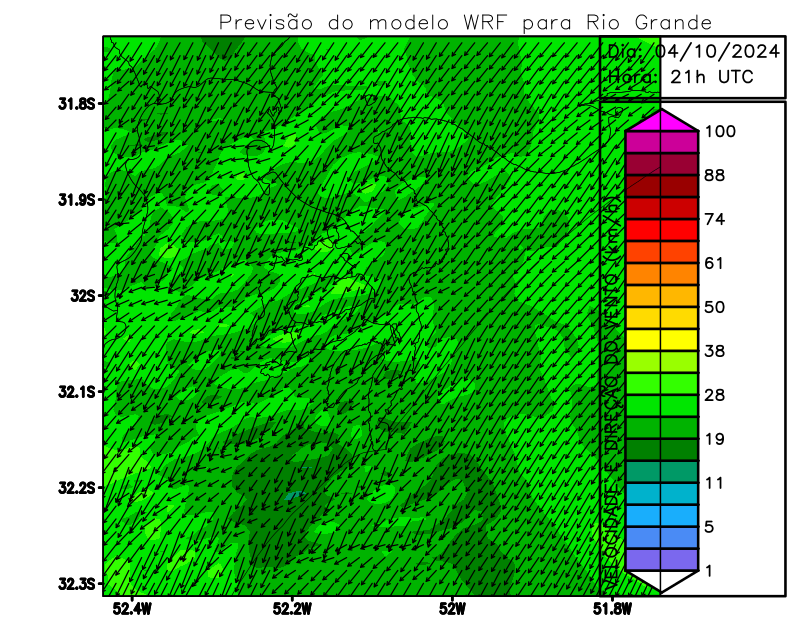 Previsão do modelo WRF para Rio Grande
Dia: 04/10/2024
Hora: 21h UTC
31.8S
31.9S
32S
32.1S
32.2S
32.3S
52.4W
52.2W
52W
51.8W
VELOCIDADE E DIREÇÃO DO VENTO (km/h)
100
88
74
61
50
38
28
19
11
5
1